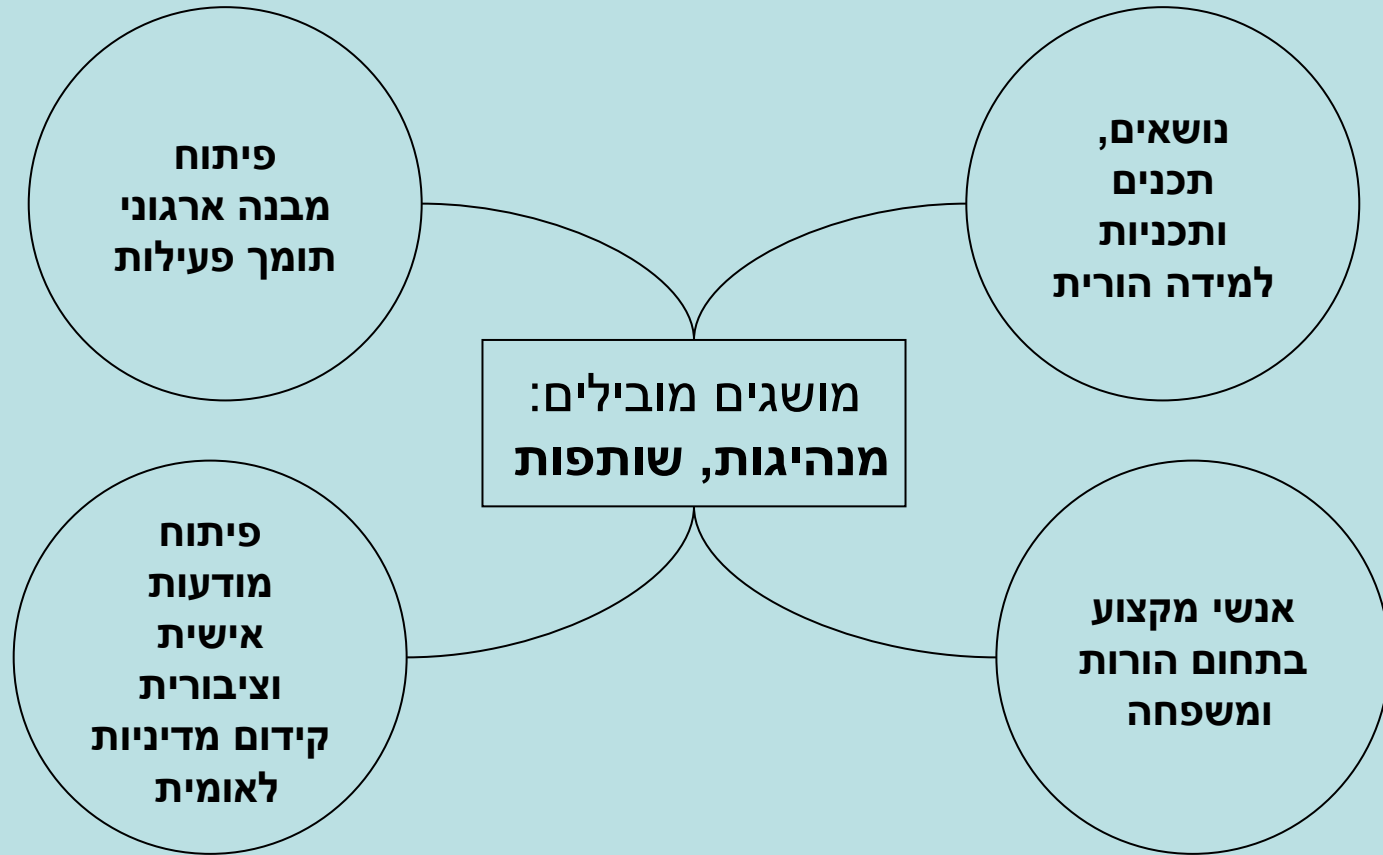 נושאים,
תכנים
ותכניות
למידה הורית
פיתוח
מבנה ארגוני
תומך פעילות
מושגים מובילים:
מנהיגות, שותפות
אנשי מקצוע
בתחום הורות
ומשפחה
פיתוח
מודעות
אישית
וציבורית
קידום מדיניות
לאומית